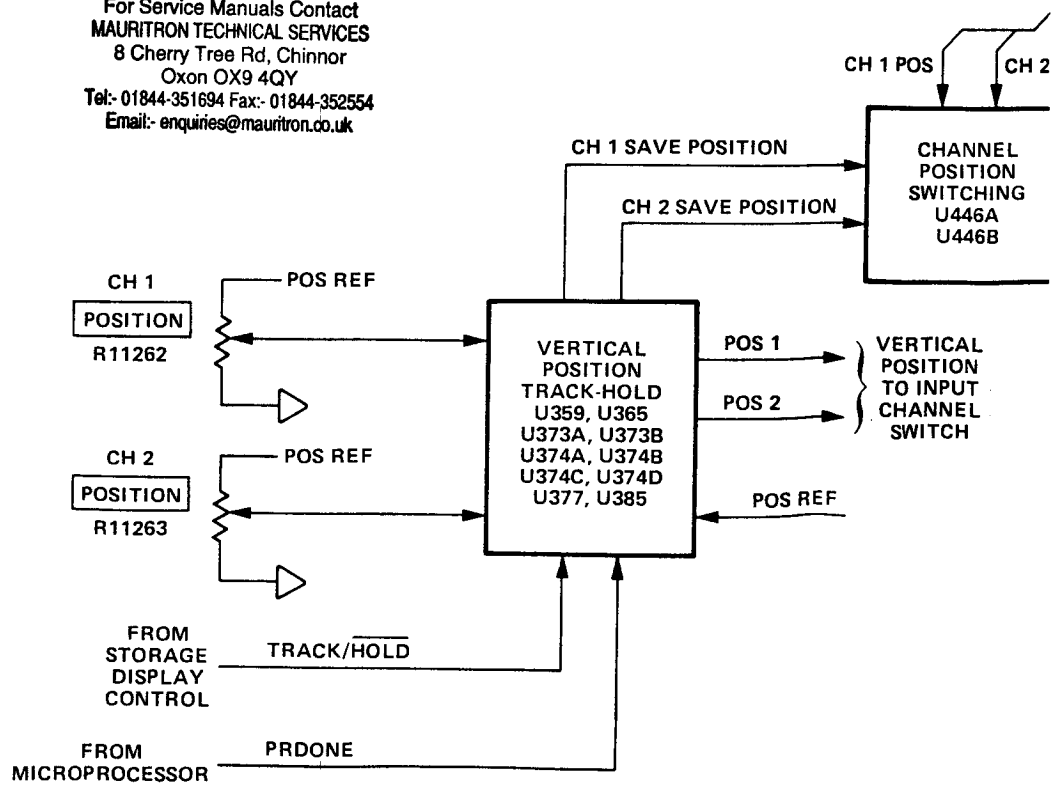 For Service Manuals Contact
MAURITRON TECHNICAL SERVICES
8 Cherry Tree Rd, Chinnor
Oxon OX9 4QY
Tel:- 01844-351694 Fax:- 01844-352554
Email:- enquiries@mauritron.co.uk
CH 1 POS
CH 2
CHANNEL
POSITION
SWITCHING
U446A
U446B
CH 1 SAVE POSITION
CH 2 SAVE POSITION
CH 1
POSITION
R11262
POS REF
CH 2
POSITION
R11263
POS REF
VERTICAL
POSITION
TRACK-HOLD
U359, U365
U373A, U373B
U374A, U374B
U374C, U374D
U377, U385
POS 1
POS 2
VERTICAL
POSITION
TO INPUT
CHANNEL
SWITCH
POS REF
FROM
STORAGE
DISPLAY
CONTROL
TRACK/HOLD
FROM
MICROPROCESSOR
PRDONE